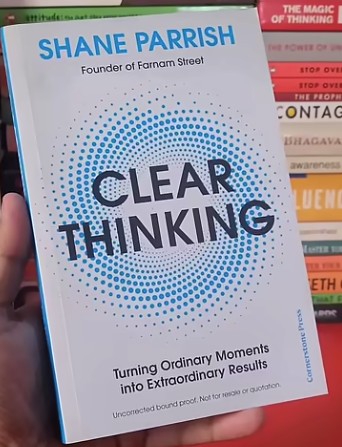 SHANE PARRISH
Founder of Farnam Street
CLEAR
THINKING
Turning Ordinary Moments
into Extraordinary Results
Uncorrected bound proof. Not for resale or quotation.
Cornerstone Press
THE MAGIC
OF THINKING
THE POWER OF
STOP OVER
STOP OVER
THE PROPH
CONTAG
BHAGAVA
awareness
LUENC